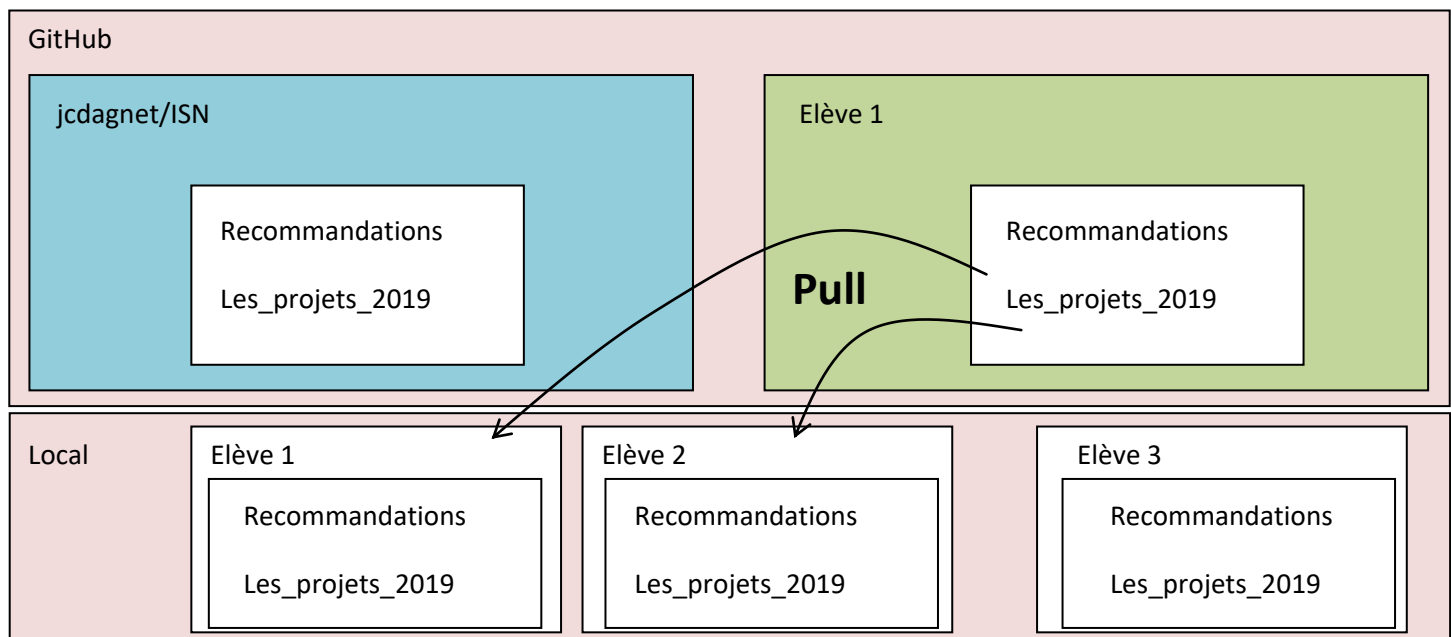 GitHub
jcdagnet/ISN
Recommandations
Les_projets_2019
Elève 1
Recommandations
Les_projets_2019
Pull
Local
Elève 1
Recommandations
Les_projets_2019
Elève 2
Recommandations
Les_projets_2019
Elève 3
Recommandations
Les_projets_2019